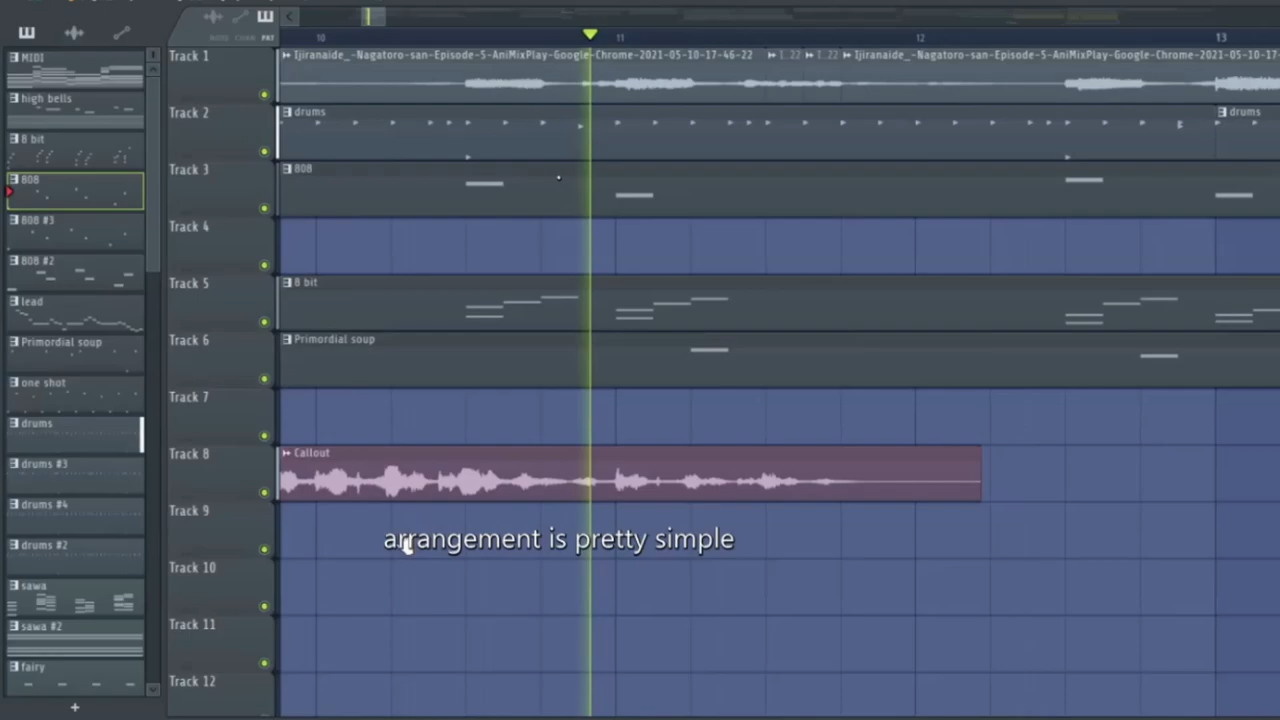 10 11 12 13
MIDI
high bells
8 bit
808
808 #3
808 #2
lead
Primordial soup
one shot
drums
drums #3
drums #4
drums #2
sawa
sawa #2
fairy
+
Track 1
Ijiranaide_-Nagatoro-san-Episode-5-AniMixPlay-Google-Chrome-2021-05-10-17-46-22
1.22
1.22
Ijiranaide_-Nagatoro-san-Episode-5-AniMixPlay-Google-Chrome-2021-05-10-17
Track 2
drums
drums
Track 3
808
Track 4
Track 5
8 bit
Track 6
Primordial soup
Track 7
Track 8
Callout
Track 9
arrangement is pretty simple
Track 10
Track 11
Track 12